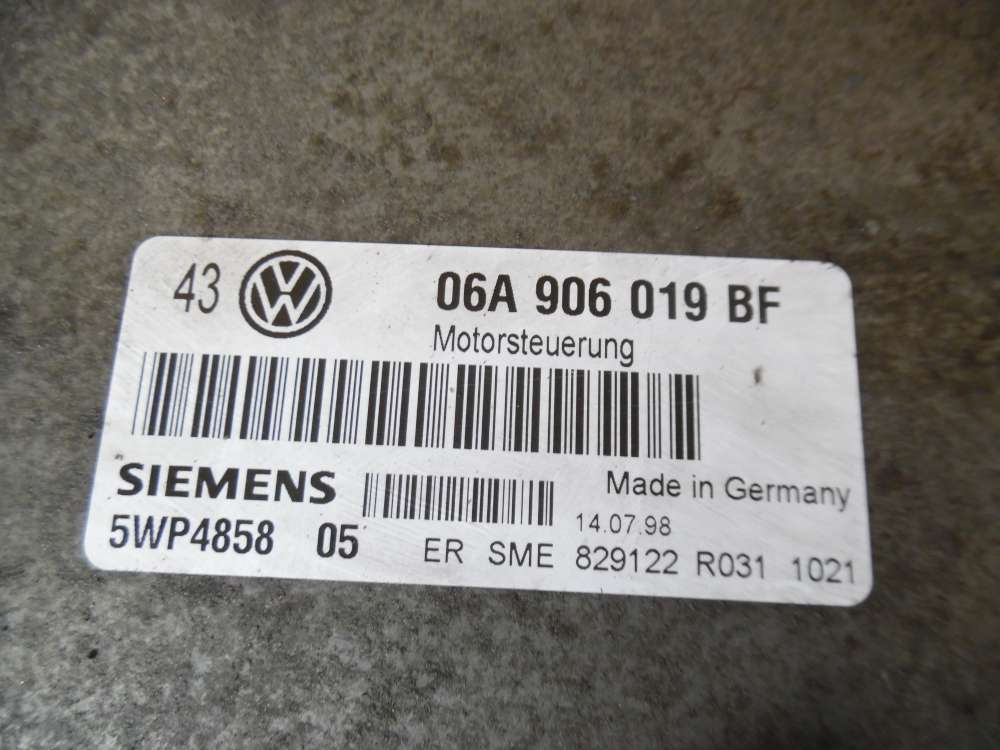 43 VW 06A 906 019 BF
Motorsteuerung
SIEMENS Made in Germany
14.07.98
5WP4858 05 ER SME 829122 R031 1021